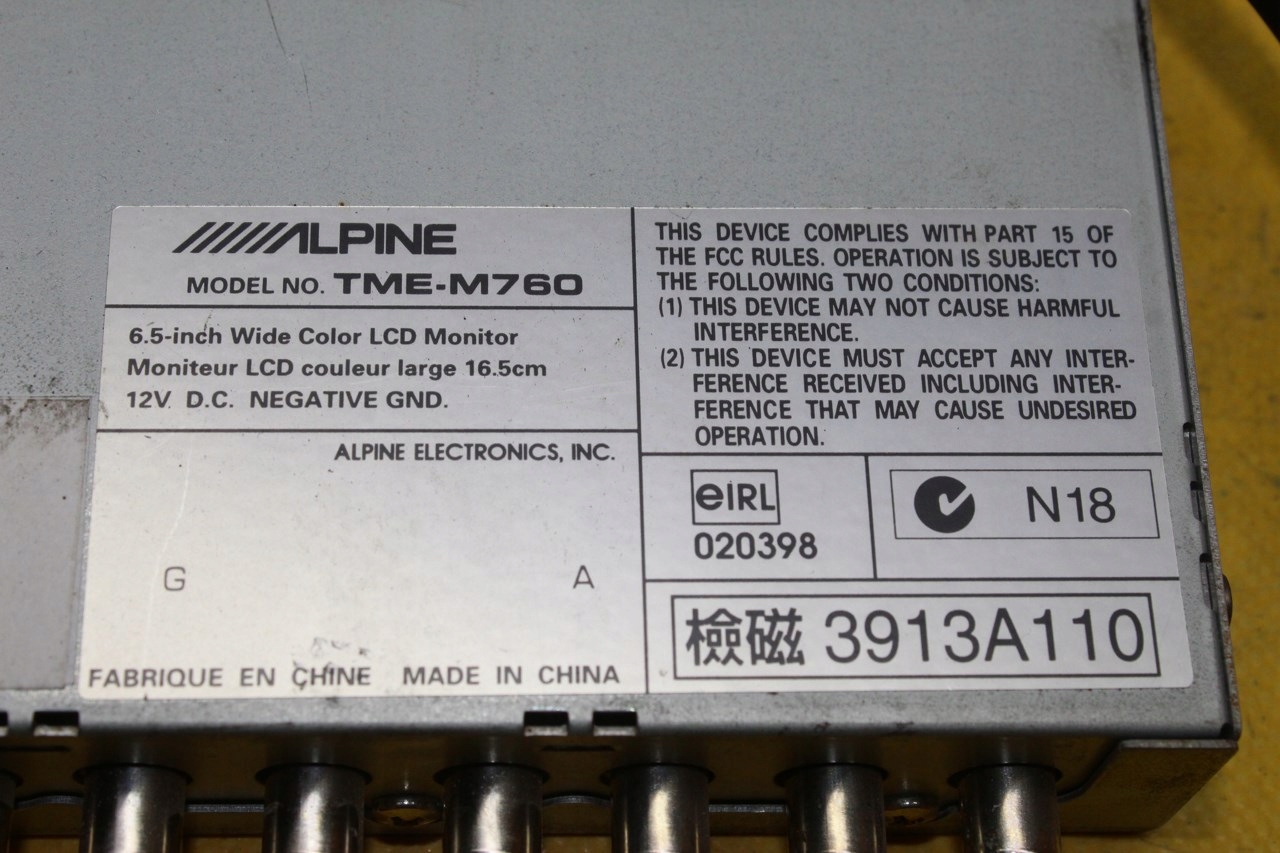 ALPINE
MODEL NO. TME-M760
6.5-inch Wide Color LCD Monitor
Moniteur LCD couleur large 16.5cm
12V D.C. NEGATIVE GND.
ALPINE ELECTRONICS, INC.
G A
FABRIQUE EN CHINE MADE IN CHINA
THIS DEVICE COMPLIES WITH PART 15 OF
THE FCC RULES. OPERATION IS SUBJECT TO
THE FOLLOWING TWO CONDITIONS:
(1) THIS DEVICE MAY NOT CAUSE HARMFUL
INTERFERENCE.
(2) THIS DEVICE MUST ACCEPT ANY INTER-
FERENCE RECEIVED INCLUDING INTER-
FERENCE THAT MAY CAUSE UNDESIRED
OPERATION.
eIRL
020398
N18
檢磁 3913A110